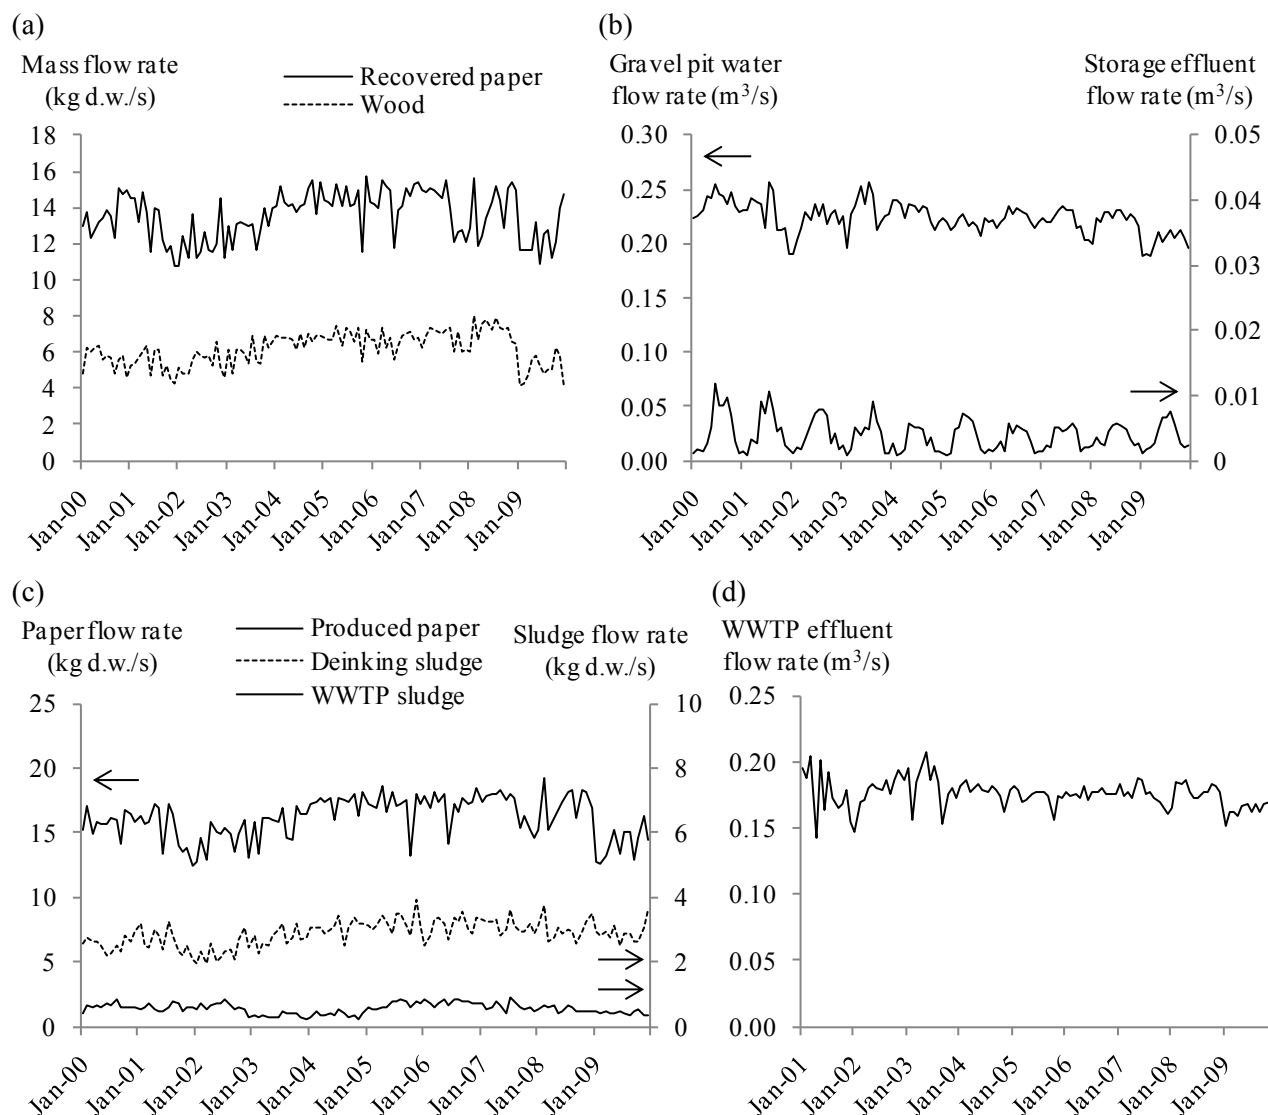 (a)
Mass flow rate
(kg d.w./s)
Recovered paper
Wood
18
16
14
12
10
8
6
4
2
0
Jan-00
Jan-01
Jan-02
Jan-03
Jan-04
Jan-05
Jan-06
Jan-07
Jan-08
Jan-09
(b)
Gravel pit water
flow rate (m³/s)
Storage effluent
flow rate (m³/s)
0.30
0.25
0.20
0.15
0.10
0.05
0.00
0.05
0.04
0.03
0.02
0.01
0
Jan-00
Jan-01
Jan-02
Jan-03
Jan-04
Jan-05
Jan-06
Jan-07
Jan-08
Jan-09
(c)
Paper flow rate
(kg d.w./s)
Produced paper
Deinking sludge
WWTP sludge
Sludge flow rate
(kg d.w./s)
25
20
15
10
5
0
10
8
6
4
2
0
Jan-00
Jan-01
Jan-02
Jan-03
Jan-04
Jan-05
Jan-06
Jan-07
Jan-08
Jan-09
(d)
WWTP effluent
flow rate (m³/s)
0.25
0.20
0.15
0.10
0.05
0.00
Jan-01
Jan-02
Jan-03
Jan-04
Jan-05
Jan-06
Jan-07
Jan-08
Jan-09